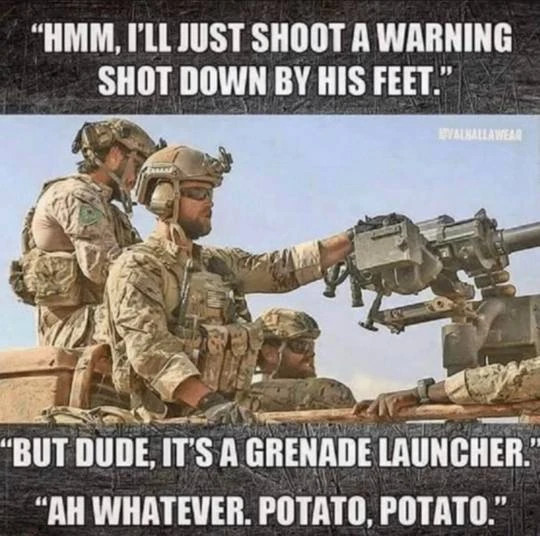 “HMM, I’LL JUST SHOOT A WARNING
SHOT DOWN BY HIS FEET.”
@VALHALLAWEAR
“BUT DUDE, IT’S A GRENADE LAUNCHER.”
“AH WHATEVER. POTATO, POTATO.”